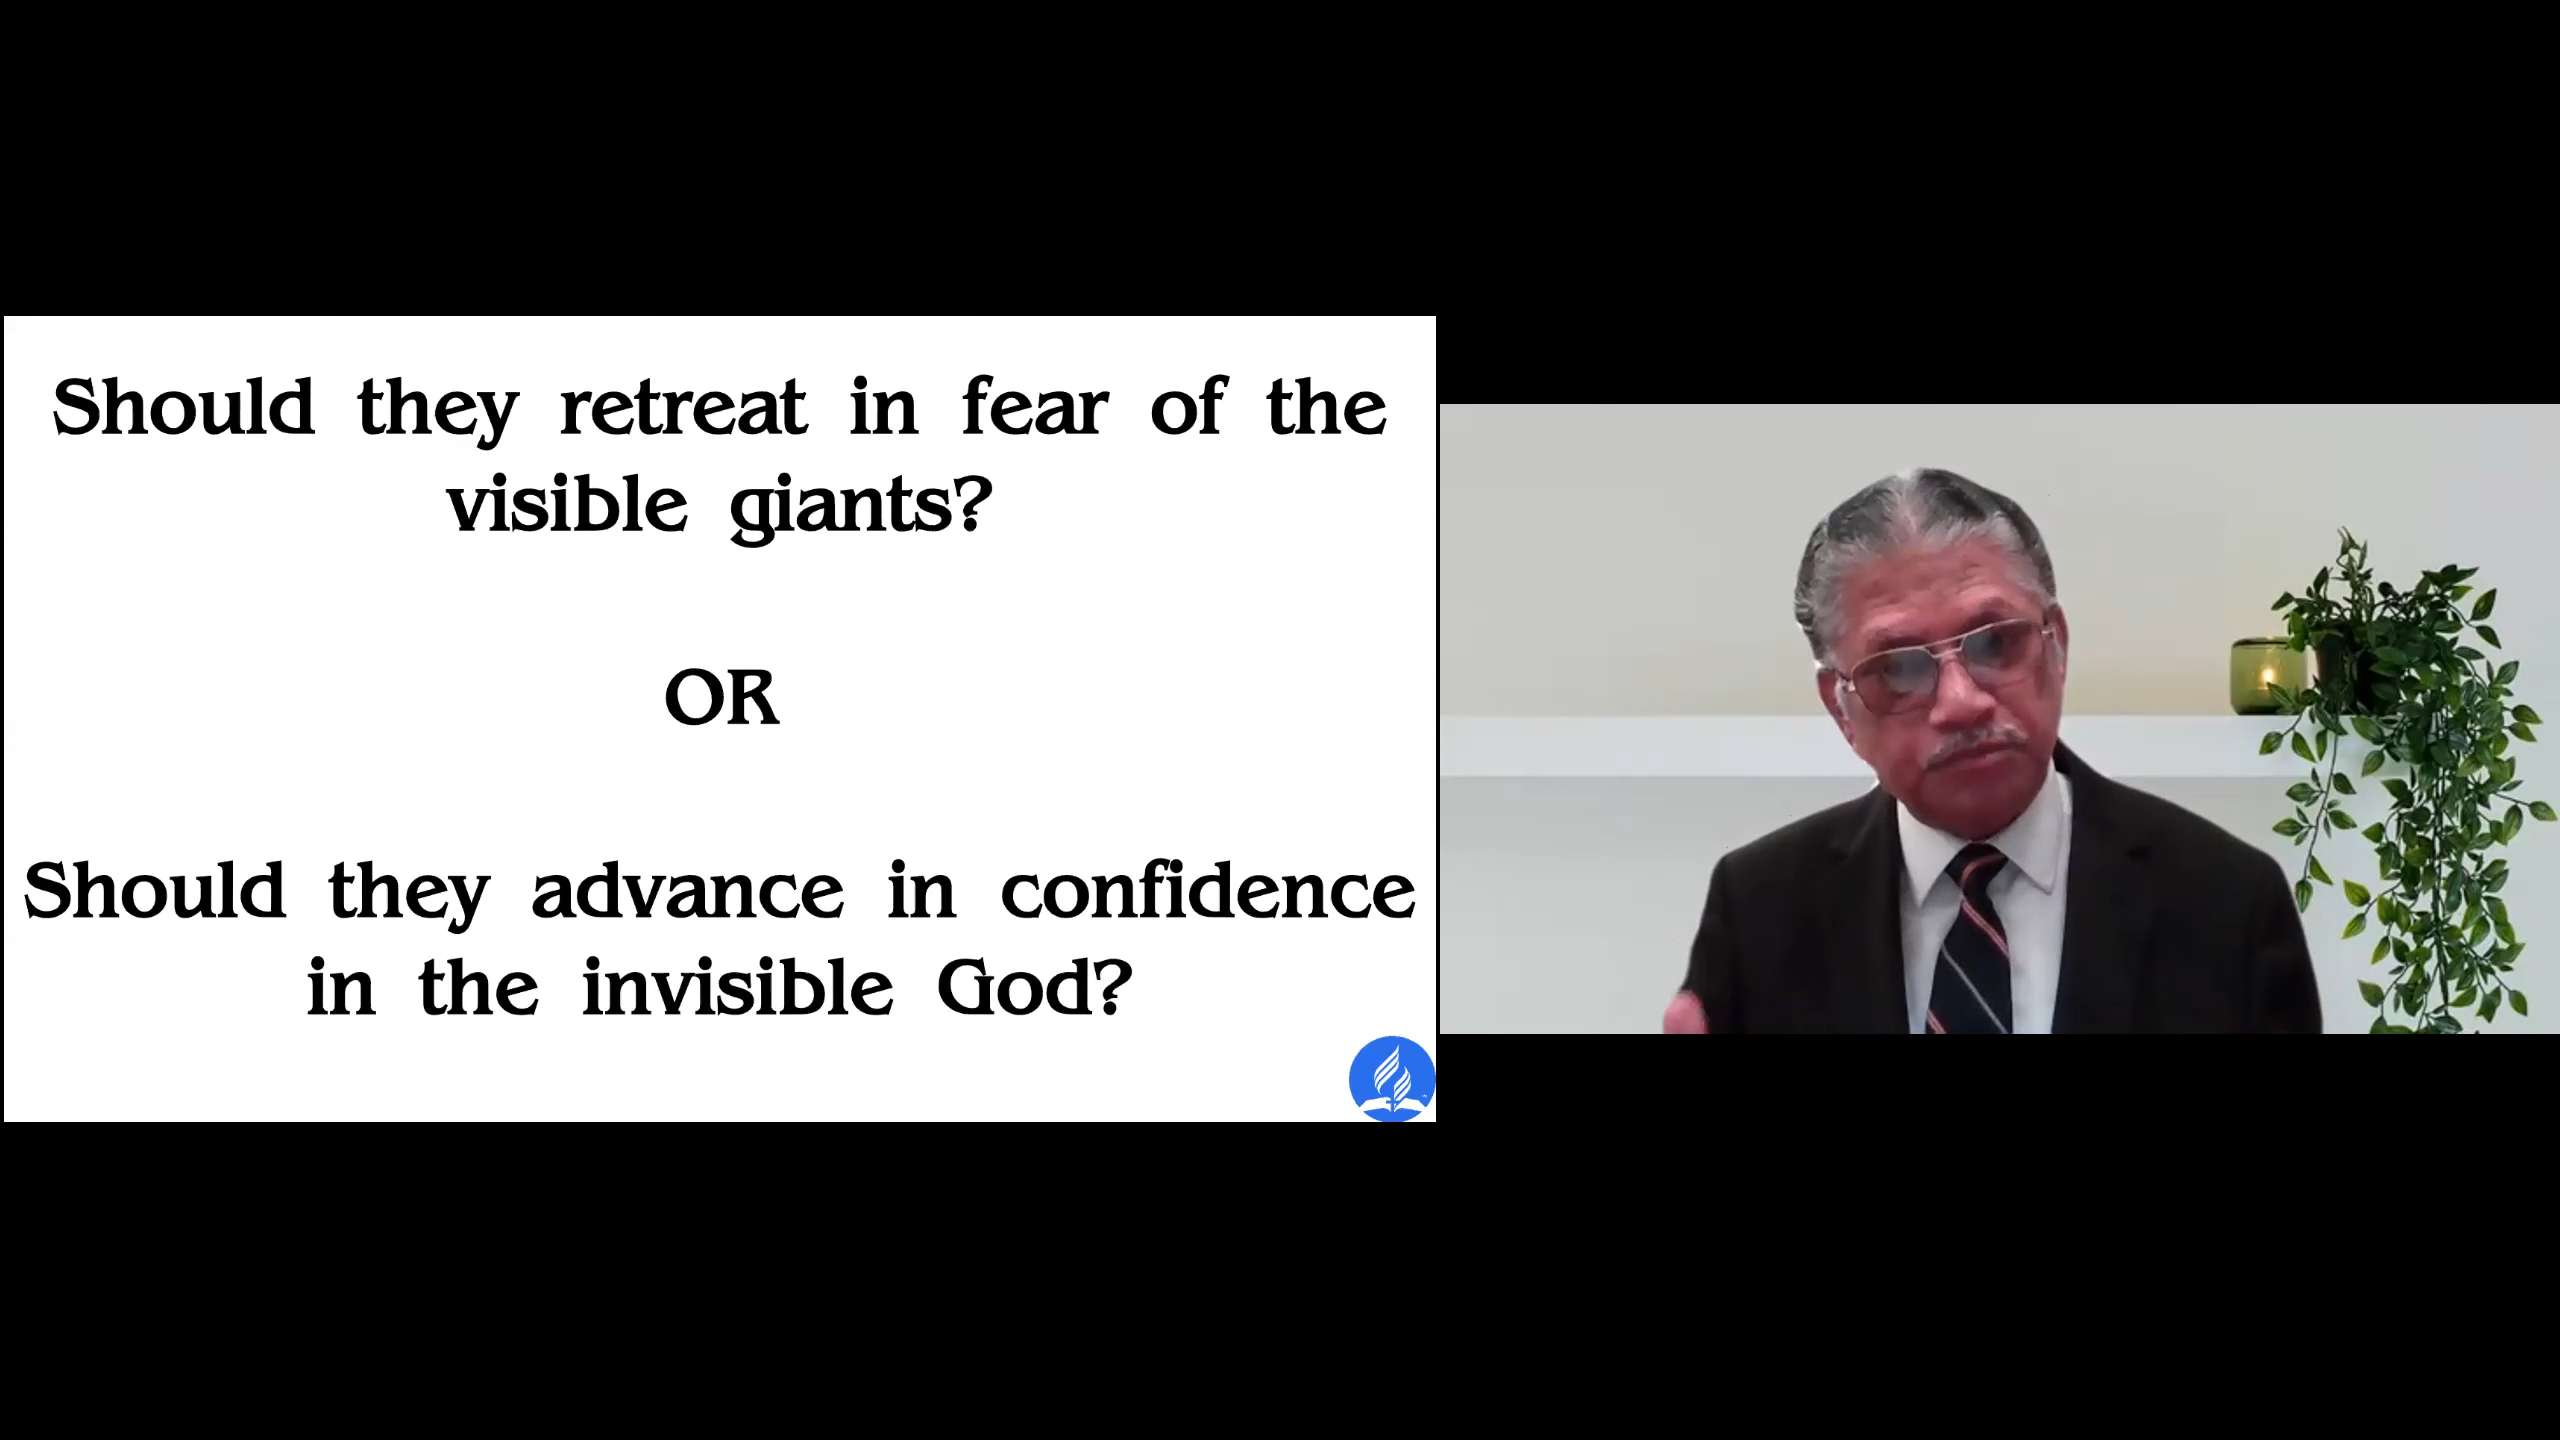 Should they retreat in fear of the
visible giants?
OR
Should they advance in confidence
in the invisible God?